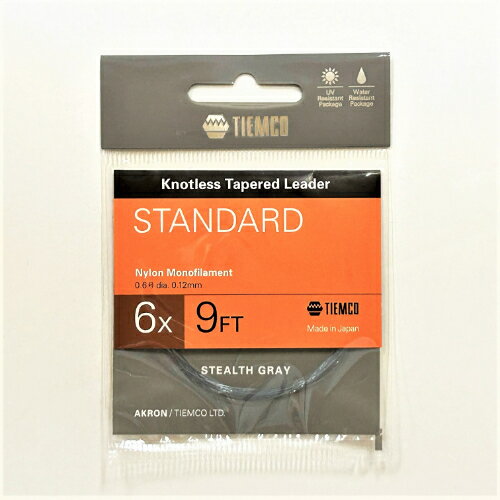 TIEMCO
UV
Resistant
Package
Water
Resistant
Package
Knotless Tapered Leader
STANDARD
Nylon Monofilament
0.6号 dia. 0.12mm
6X 9FT
TIEMCO
Made in Japan
STEALTH GRAY
AKRON / TIEMCO LTD.